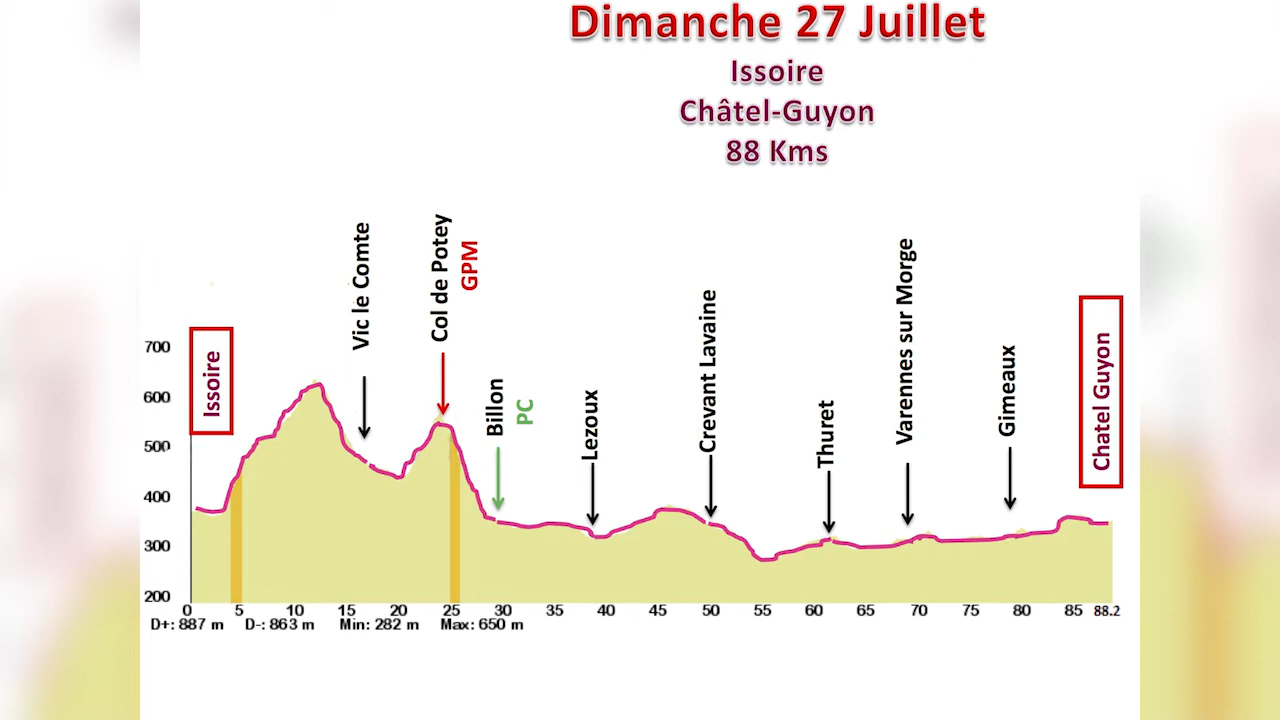 Dimanche 27 Juillet
Issoire
Châtel-Guyon
88 Kms
Issoire
Vic le Comte
Col de Potey
GPM
Billon
PC
Lezoux
Crevant Lavaine
Thuret
Varennes sur Morge
Gimeaux
Chatel Guyon
700
600
500
400
300
200
0 5 10 15 20 25 30 35 40 45 50 55 60 65 70 75 80 85 88.2
D+: 887 m D-: 863 m Min: 282 m Max: 650 m